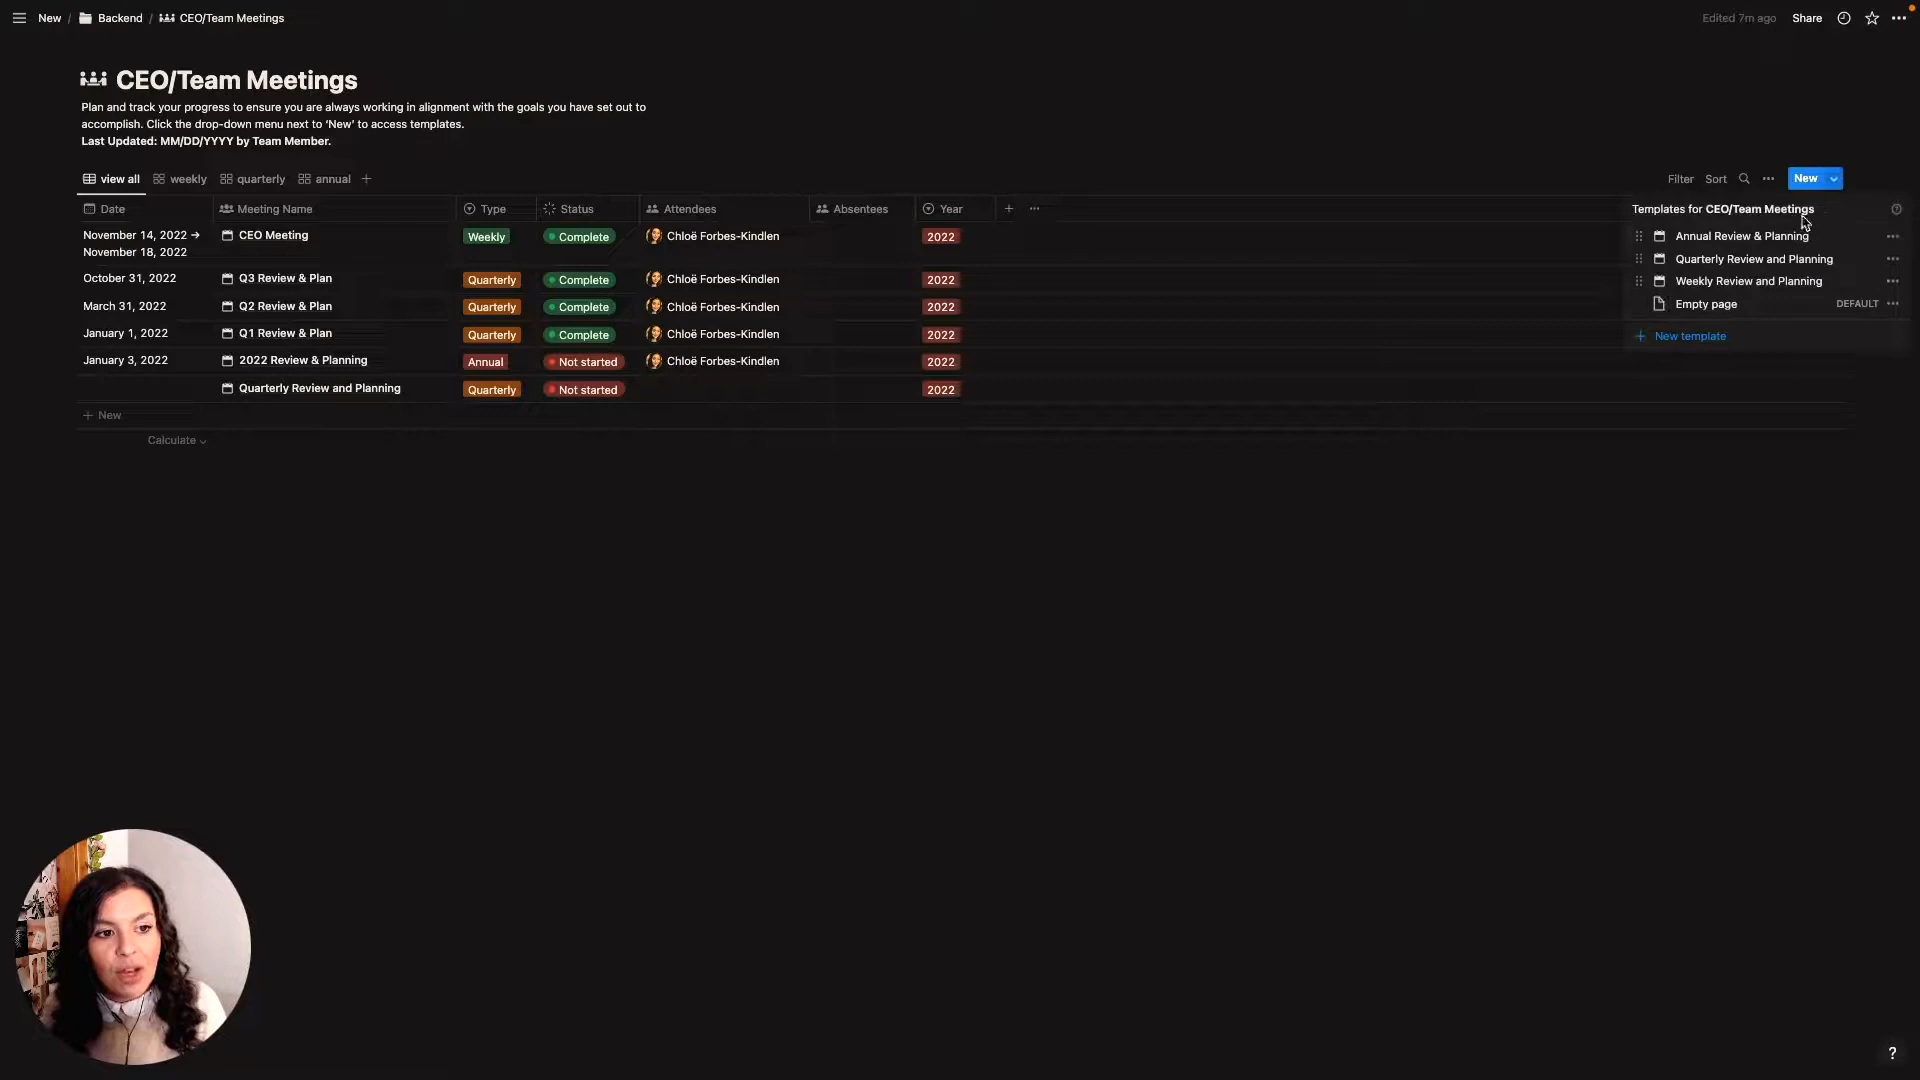 New / Backend / CEO/Team Meetings
Edited 7m ago Share
CEO/Team Meetings
Plan and track your progress to ensure you are always working in alignment with the goals you have set out to
accomplish. Click the drop-down menu next to 'New' to access templates.
Last Updated: MM/DD/YYYY by Team Member.
view all weekly quarterly annual +
Filter Sort New
Date Meeting Name Type Status Attendees Absentees Year +
November 14, 2022 → CEO Meeting Weekly Complete Chloë Forbes-Kindlen 2022
November 18, 2022
October 31, 2022 Q3 Review & Plan Quarterly Complete Chloë Forbes-Kindlen 2022
March 31, 2022 Q2 Review & Plan Quarterly Complete Chloë Forbes-Kindlen 2022
January 1, 2022 Q1 Review & Plan Quarterly Complete Chloë Forbes-Kindlen 2022
January 3, 2022 2022 Review & Planning Annual Not started Chloë Forbes-Kindlen 2022
Quarterly Review and Planning Quarterly Not started 2022
+ New
Calculate
Templates for CEO/Team Meetings
Annual Review & Planning
Quarterly Review and Planning
Weekly Review and Planning
Empty page DEFAULT
+ New template
?